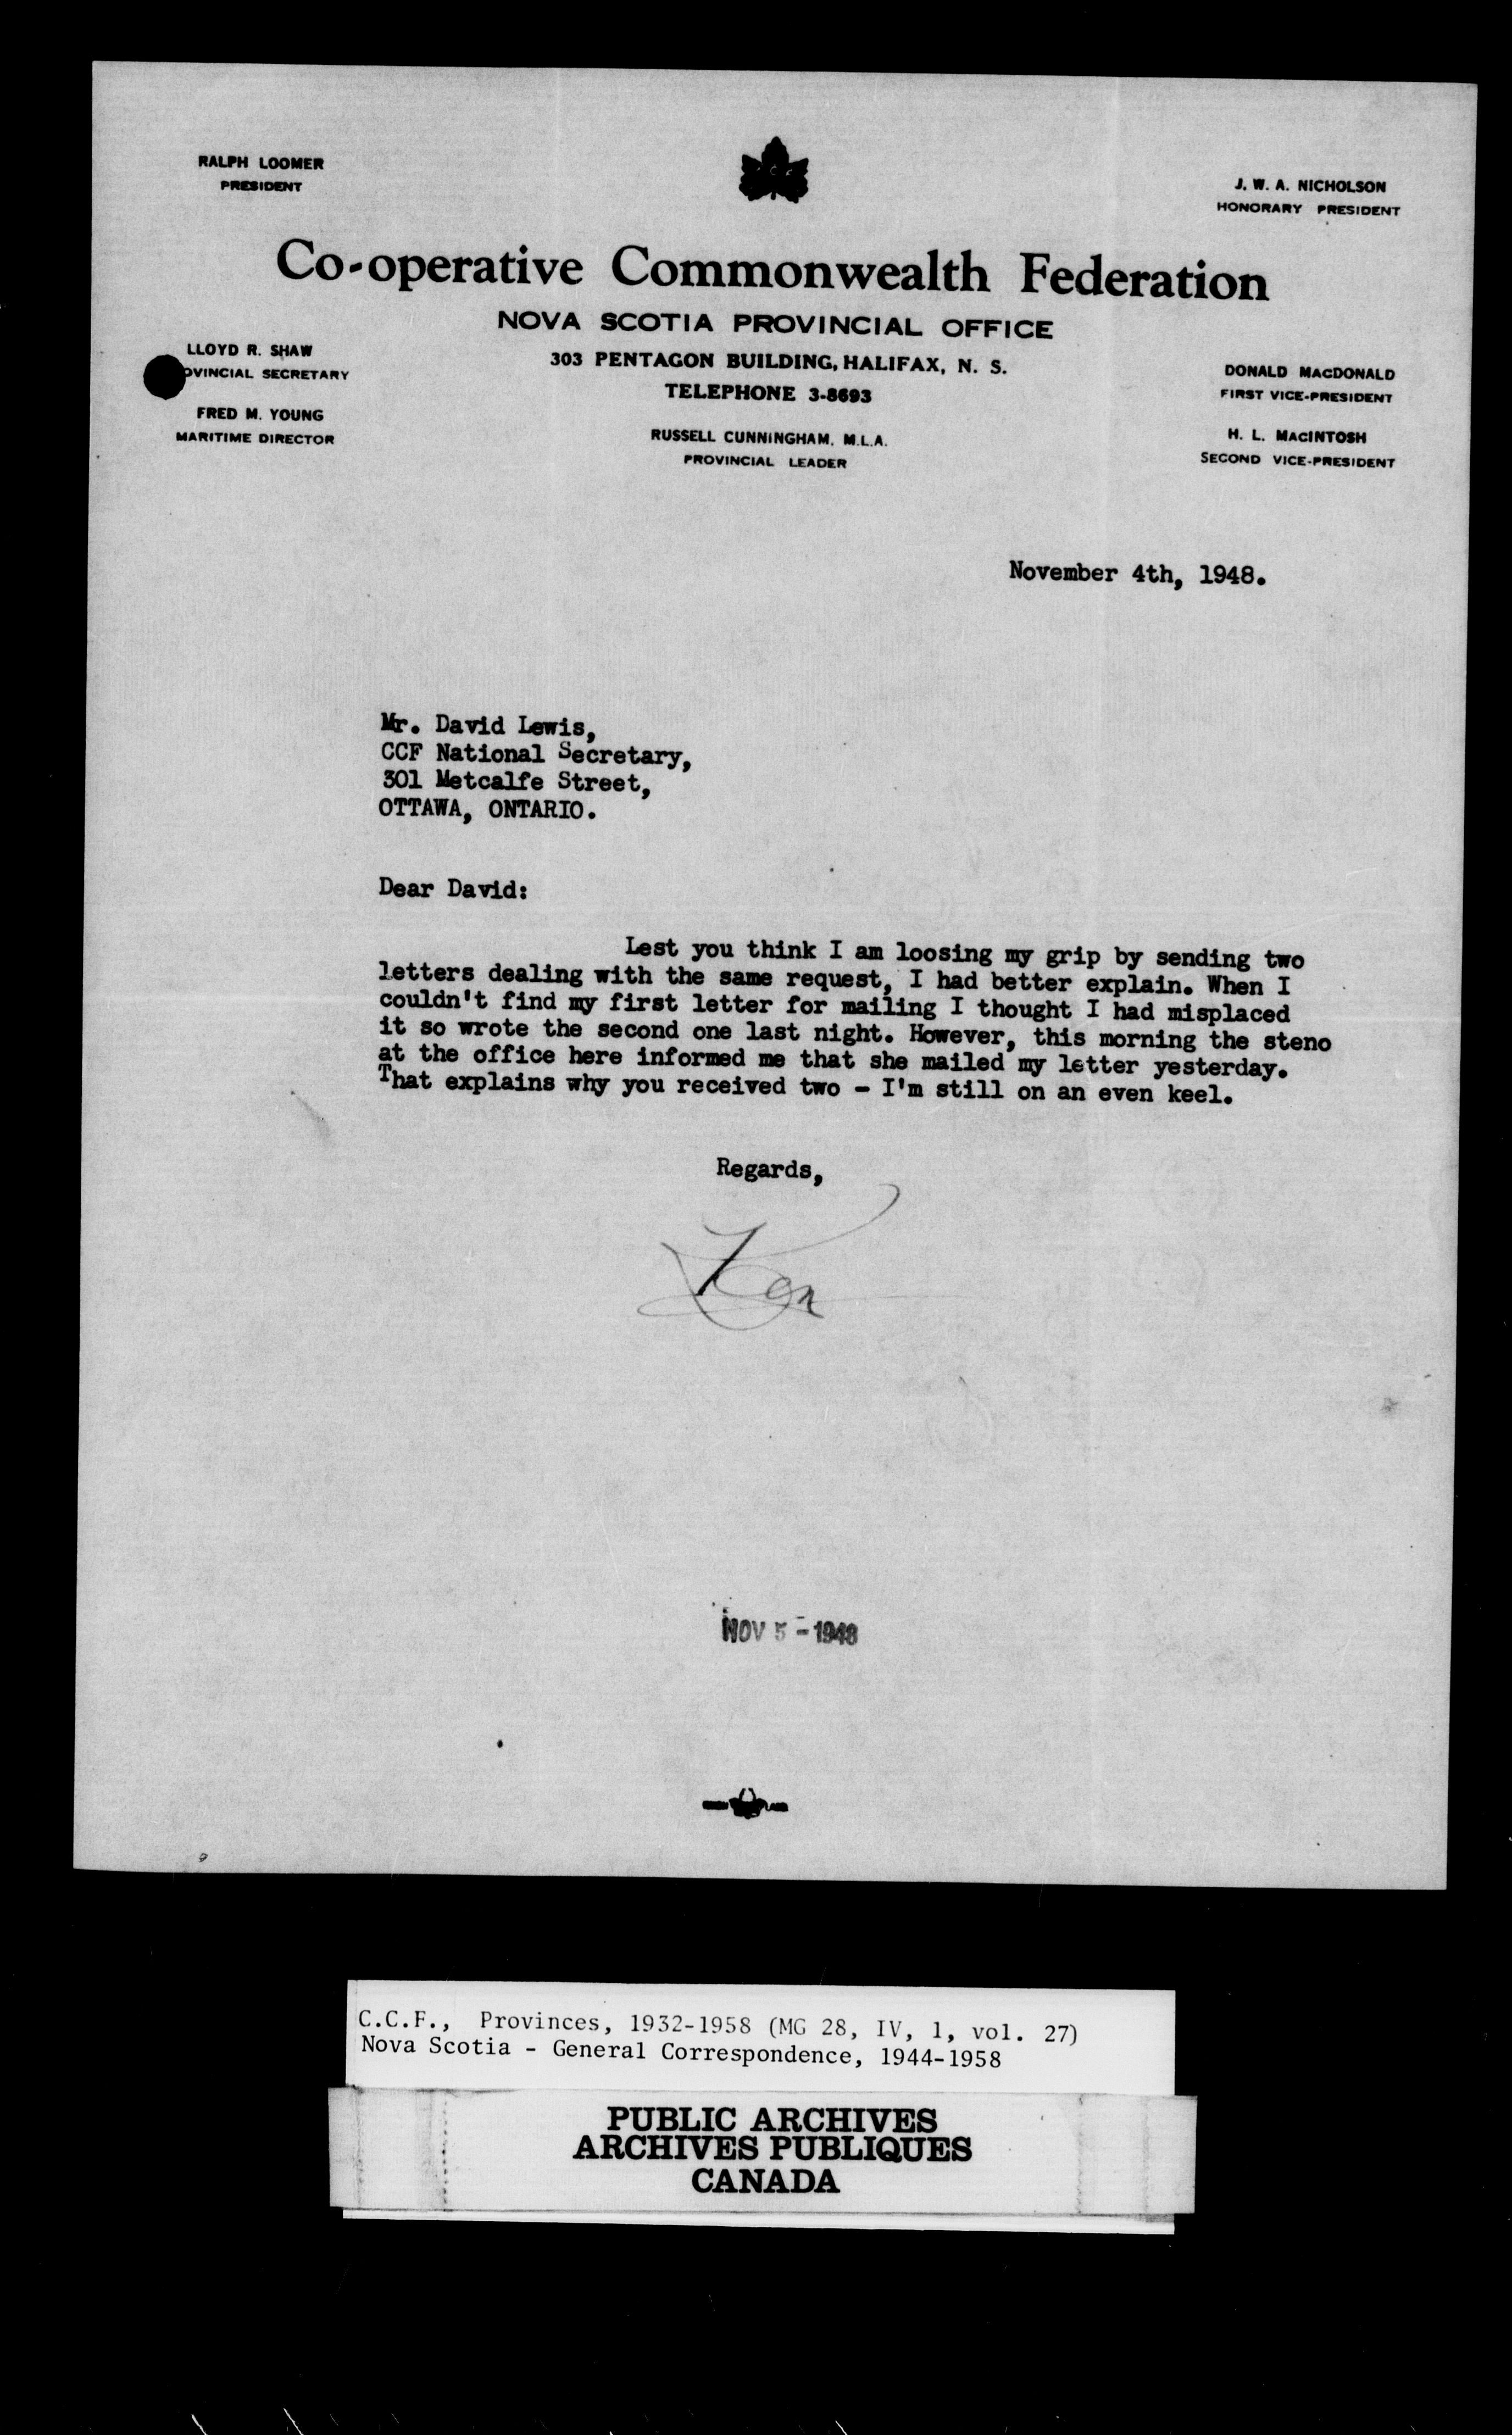 RALPH LOOMER
PRESIDENT
CCF
J. W. A. NICHOLSON
HONORARY PRESIDENT
Co-operative Commonwealth Federation
NOVA SCOTIA PROVINCIAL OFFICE
LLOYD R. SHAW
OVINCIAL SECRETARY
303 PENTAGON BUILDING, HALIFAX, N. S.
DONALD MACDONALD
FIRST VICE-PRESIDENT
TELEPHONE 3-8693
FRED M. YOUNG
MARITIME DIRECTOR
RUSSELL CUNNINGHAM, M.L.A.
PROVINCIAL LEADER
H. L. MACINTOSH
SECOND VICE-PRESIDENT
November 4th, 1948.
Mr. David Lewis,
CCF National Secretary,
301 Metcalfe Street,
OTTAWA, ONTARIO.
Dear David:
Lest you think I am loosing my grip by sending two
letters dealing with the same request, I had better explain. When I
couldn't find my first letter for mailing I thought I had misplaced
it so wrote the second one last night. However, this morning the steno
at the office here informed me that she mailed my letter yesterday.
That explains why you received two - I'm still on an even keel.
Regards,
Ken
NOV 5 - 1948
C.C.F., Provinces, 1932-1958 (MG 28, IV, 1, vol. 27)
Nova Scotia - General Correspondence, 1944-1958
PUBLIC ARCHIVES
ARCHIVES PUBLIQUES
CANADA